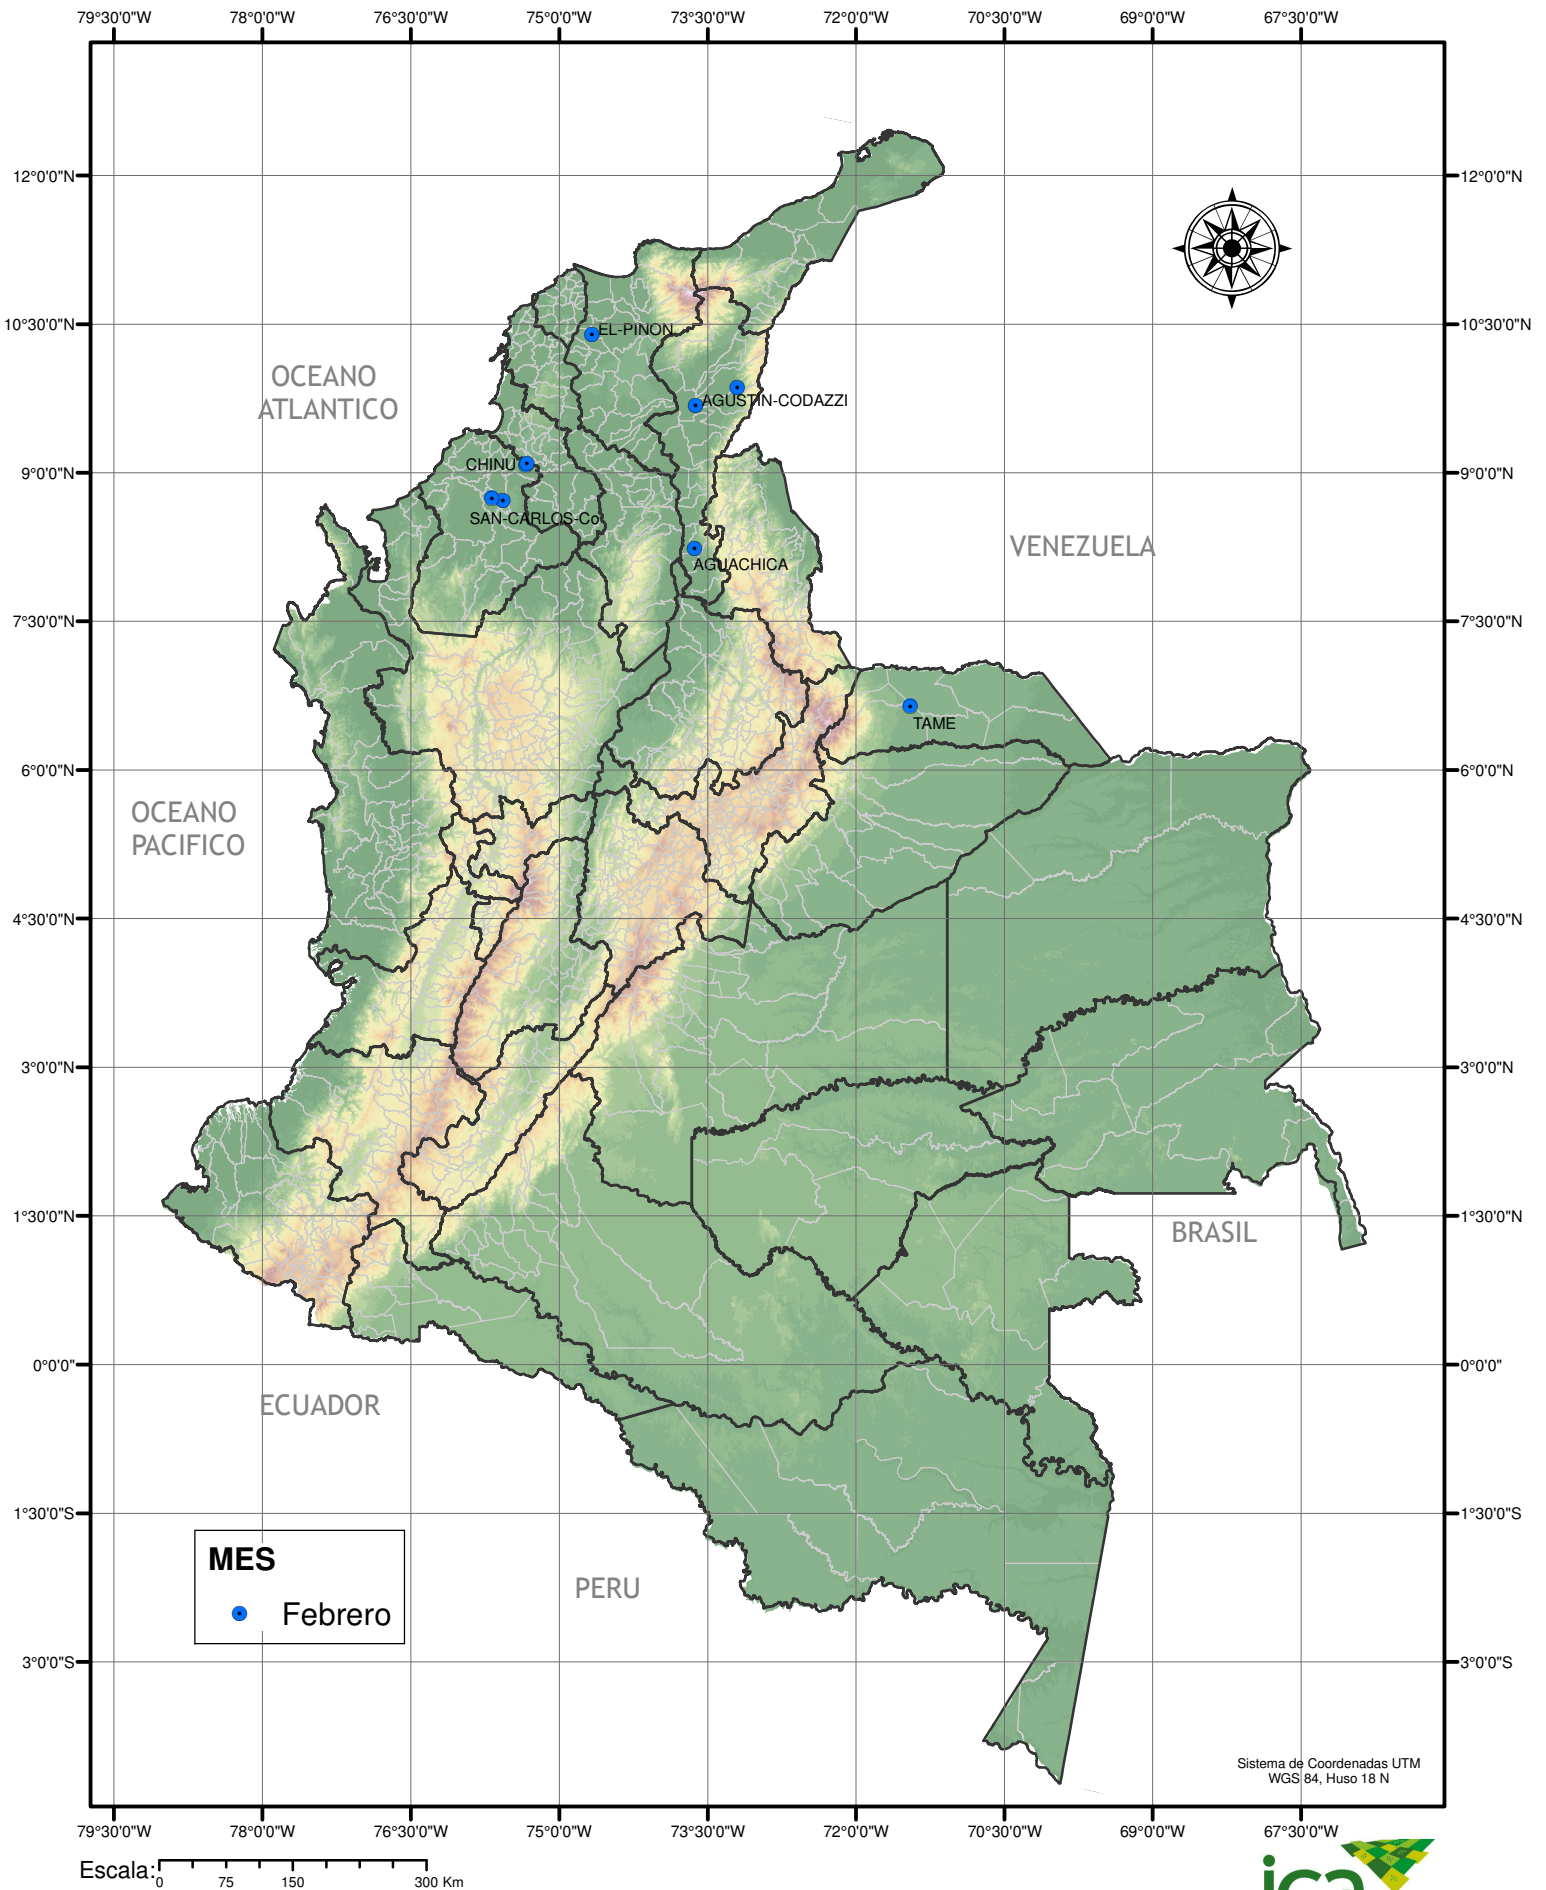 79°30'0"W 78°0'0"W 76°30'0"W 75°0'0"W 73°30'0"W 72°0'0"W 70°30'0"W 69°0'0"W 67°30'0"W
12°0'0"N 12°0'0"N
10°30'0"N 10°30'0"N
EL-PINON
OCEANO
ATLANTICO
AGUSTIN-CODAZZI
CHINU
9°0'0"N 9°0'0"N
SAN-CARLOS-Co
VENEZUELA
AGUACHICA
7°30'0"N 7°30'0"N
TAME
6°0'0"N 6°0'0"N
OCEANO
PACIFICO
4°30'0"N 4°30'0"N
3°0'0"N 3°0'0"N
1°30'0"N 1°30'0"N
BRASIL
0°0'0" 0°0'0"
ECUADOR
1°30'0"S 1°30'0"S
MES
Febrero
PERU
3°0'0"S 3°0'0"S
Sistema de Coordenadas UTM
WGS 84, Huso 18 N
79°30'0"W 78°0'0"W 76°30'0"W 75°0'0"W 73°30'0"W 72°0'0"W 70°30'0"W 69°0'0"W 67°30'0"W
Escala:
0 75 150 300 Km
ica